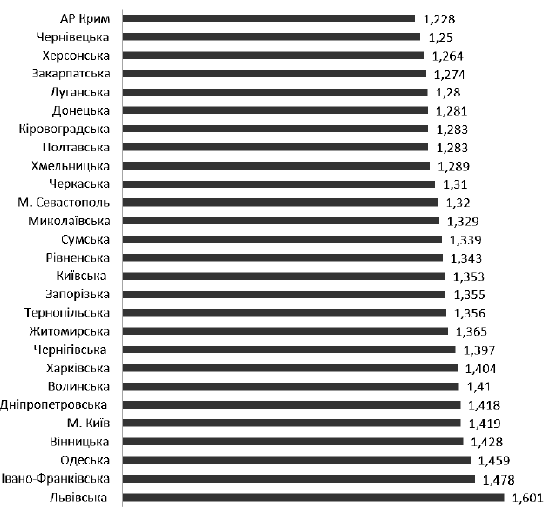 АР Крим 1,228
Чернівецька 1,25
Херсонська 1,264
Закарпатська 1,274
Луганська 1,28
Донецька 1,281
Кіровоградська 1,283
Полтавська 1,283
Хмельницька 1,289
Черкаська 1,31
М. Севастополь 1,32
Миколаївська 1,329
Сумська 1,339
Рівненська 1,343
Київська 1,353
Запорізька 1,355
Тернопільська 1,356
Житомирська 1,365
Чернігівська 1,397
Харківська 1,404
Волинська 1,41
Дніпропетровська 1,418
М. Київ 1,419
Вінницька 1,428
Одеська 1,459
Івано-Франківська 1,478
Львівська 1,601